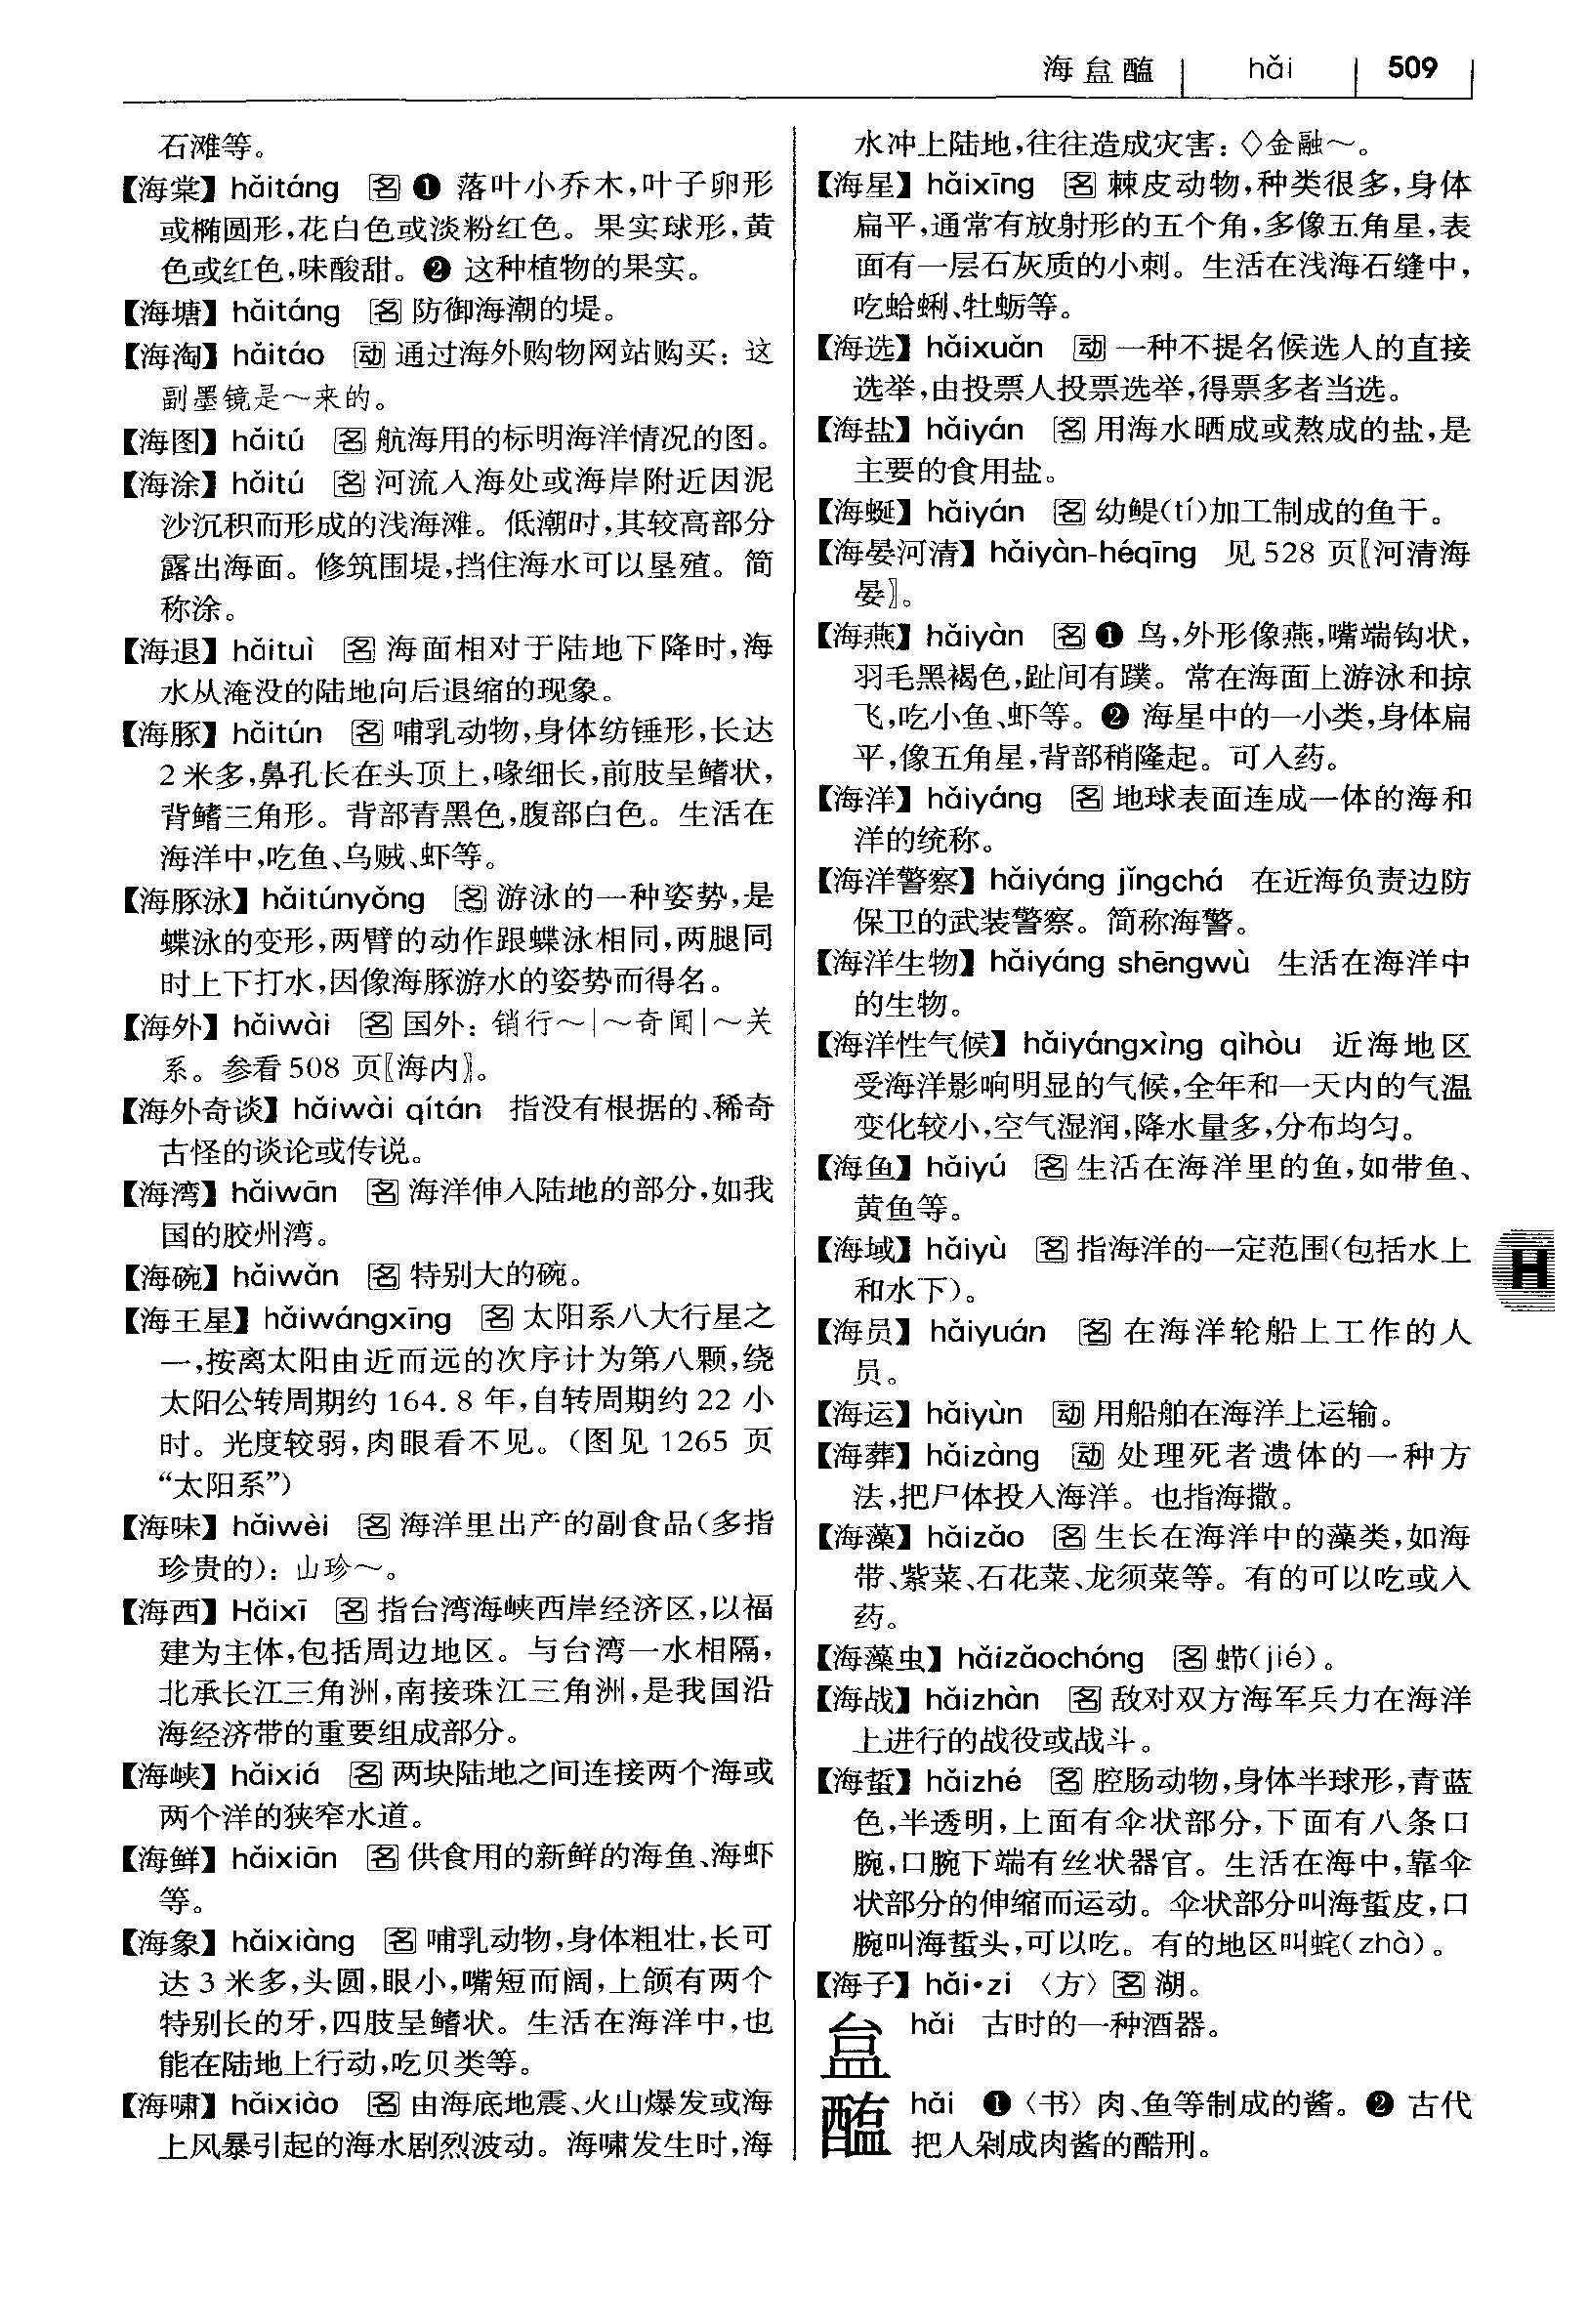 海𥁐醢 hǎi 509
石滩等。
【海棠】hǎitáng 名 ❶ 落叶小乔木,叶子卵形
或椭圆形,花白色或淡粉红色。果实球形,黄
色或红色,味酸甜。❷ 这种植物的果实。
【海塘】hǎitáng 名 防御海潮的堤。
【海淘】hǎitáo 动 通过海外购物网站购买: 这
副墨镜是～来的。
【海图】hǎitú 名 航海用的标明海洋情况的图。
【海涂】hǎitú 名 河流入海处或海岸附近因泥
沙沉积而形成的浅海滩。低潮时,其较高部分
露出海面。修筑围堤,挡住海水可以垦殖。简
称涂。
【海退】hǎituì 名 海面相对于陆地下降时,海
水从淹没的陆地向后退缩的现象。
【海豚】hǎitún 名 哺乳动物,身体纺锤形,长达
2米多,鼻孔长在头顶上,喙细长,前肢呈鳍状,
背鳍三角形。背部青黑色,腹部白色。生活在
海洋中,吃鱼、乌贼、虾等。
【海豚泳】hǎitúnyǒng 名 游泳的一种姿势,是
蝶泳的变形,两臂的动作跟蝶泳相同,两腿同
时上下打水,因像海豚游水的姿势而得名。
【海外】hǎiwài 名 国外: 销行～|～奇闻|～关
系。参看508页〖海内〗。
【海外奇谈】hǎiwài qítán 指没有根据的、稀奇
古怪的谈论或传说。
【海湾】hǎiwān 名 海洋伸入陆地的部分,如我
国的胶州湾。
【海碗】hǎiwǎn 名 特别大的碗。
【海王星】hǎiwángxīng 名 太阳系八大行星之
一,按离太阳由近而远的次序计为第八颗,绕
太阳公转周期约164.8年,自转周期约22小
时。光度较弱,肉眼看不见。(图见1265页
“太阳系”)
【海味】hǎiwèi 名 海洋里出产的副食品(多指
珍贵的): 山珍～。
【海西】Hǎixī 名 指台湾海峡西岸经济区,以福
建为主体,包括周边地区。与台湾一水相隔,
北承长江三角洲,南接珠江三角洲,是我国沿
海经济带的重要组成部分。
【海峡】hǎixiá 名 两块陆地之间连接两个海或
两个洋的狭窄水道。
【海鲜】hǎixiān 名 供食用的新鲜的海鱼、海虾
等。
【海象】hǎixiàng 名 哺乳动物,身体粗壮,长可
达3米多,头圆,眼小,嘴短而阔,上颌有两个
特别长的牙,四肢呈鳍状。生活在海洋中,也
能在陆地上行动,吃贝类等。
【海啸】hǎixiào 名 由海底地震、火山爆发或海
上风暴引起的海水剧烈波动。海啸发生时,海
水冲上陆地,往往造成灾害: ◇金融～。
【海星】hǎixīng 名 棘皮动物,种类很多,身体
扁平,通常有放射形的五个角,多像五角星,表
面有一层石灰质的小刺。生活在浅海石缝中,
吃蛤蜊、牡蛎等。
【海选】hǎixuǎn 动 一种不提名候选人的直接
选举,由投票人投票选举,得票多者当选。
【海盐】hǎiyán 名 用海水晒成或熬成的盐,是
主要的食用盐。
【海蜒】hǎiyán 名 幼鳀(tí)加工制成的鱼干。
【海晏河清】hǎiyàn-héqīng 见528页〖河清海
晏〗。
【海燕】hǎiyàn 名 ❶ 鸟,外形像燕,嘴端钩状,
羽毛黑褐色,趾间有蹼。常在海面上游泳和掠
飞,吃小鱼、虾等。❷ 海星中的一小类,身体扁
平,像五角星,背部稍隆起。可入药。
【海洋】hǎiyáng 名 地球表面连成一体的海和
洋的统称。
【海洋警察】hǎiyáng jǐngchá 在近海负责边防
保卫的武装警察。简称海警。
【海洋生物】hǎiyáng shēngwù 生活在海洋中
的生物。
【海洋性气候】hǎiyángxìng qìhòu 近海地区
受海洋影响明显的气候,全年和一天内的气温
变化较小,空气湿润,降水量多,分布均匀。
【海鱼】hǎiyú 名 生活在海洋里的鱼,如带鱼、
黄鱼等。
【海域】hǎiyù 名 指海洋的一定范围(包括水上
和水下)。
H
【海员】hǎiyuán 名 在海洋轮船上工作的人
员。
【海运】hǎiyùn 动 用船舶在海洋上运输。
【海葬】hǎizàng 动 处理死者遗体的一种方
法,把尸体投入海洋。也指海撒。
【海藻】hǎizǎo 名 生长在海洋中的藻类,如海
带、紫菜、石花菜、龙须菜等。有的可以吃或入
药。
【海藻虫】hǎizǎochóng 名 蜐(jié)。
【海战】hǎizhàn 名 敌对双方海军兵力在海洋
上进行的战役或战斗。
【海蜇】hǎizhé 名 腔肠动物,身体半球形,青蓝
色,半透明,上面有伞状部分,下面有八条口
腕,口腕下端有丝状器官。生活在海中,靠伞
状部分的伸缩而运动。伞状部分叫海蜇皮,口
腕叫海蜇头,可以吃。有的地区叫䖳(zhà)。
【海子】hǎi•zi 〈方〉名 湖。
𥁐 hǎi 古时的一种酒器。
醢 hǎi ❶〈书〉肉、鱼等制成的酱。❷ 古代
把人剁成肉酱的酷刑。